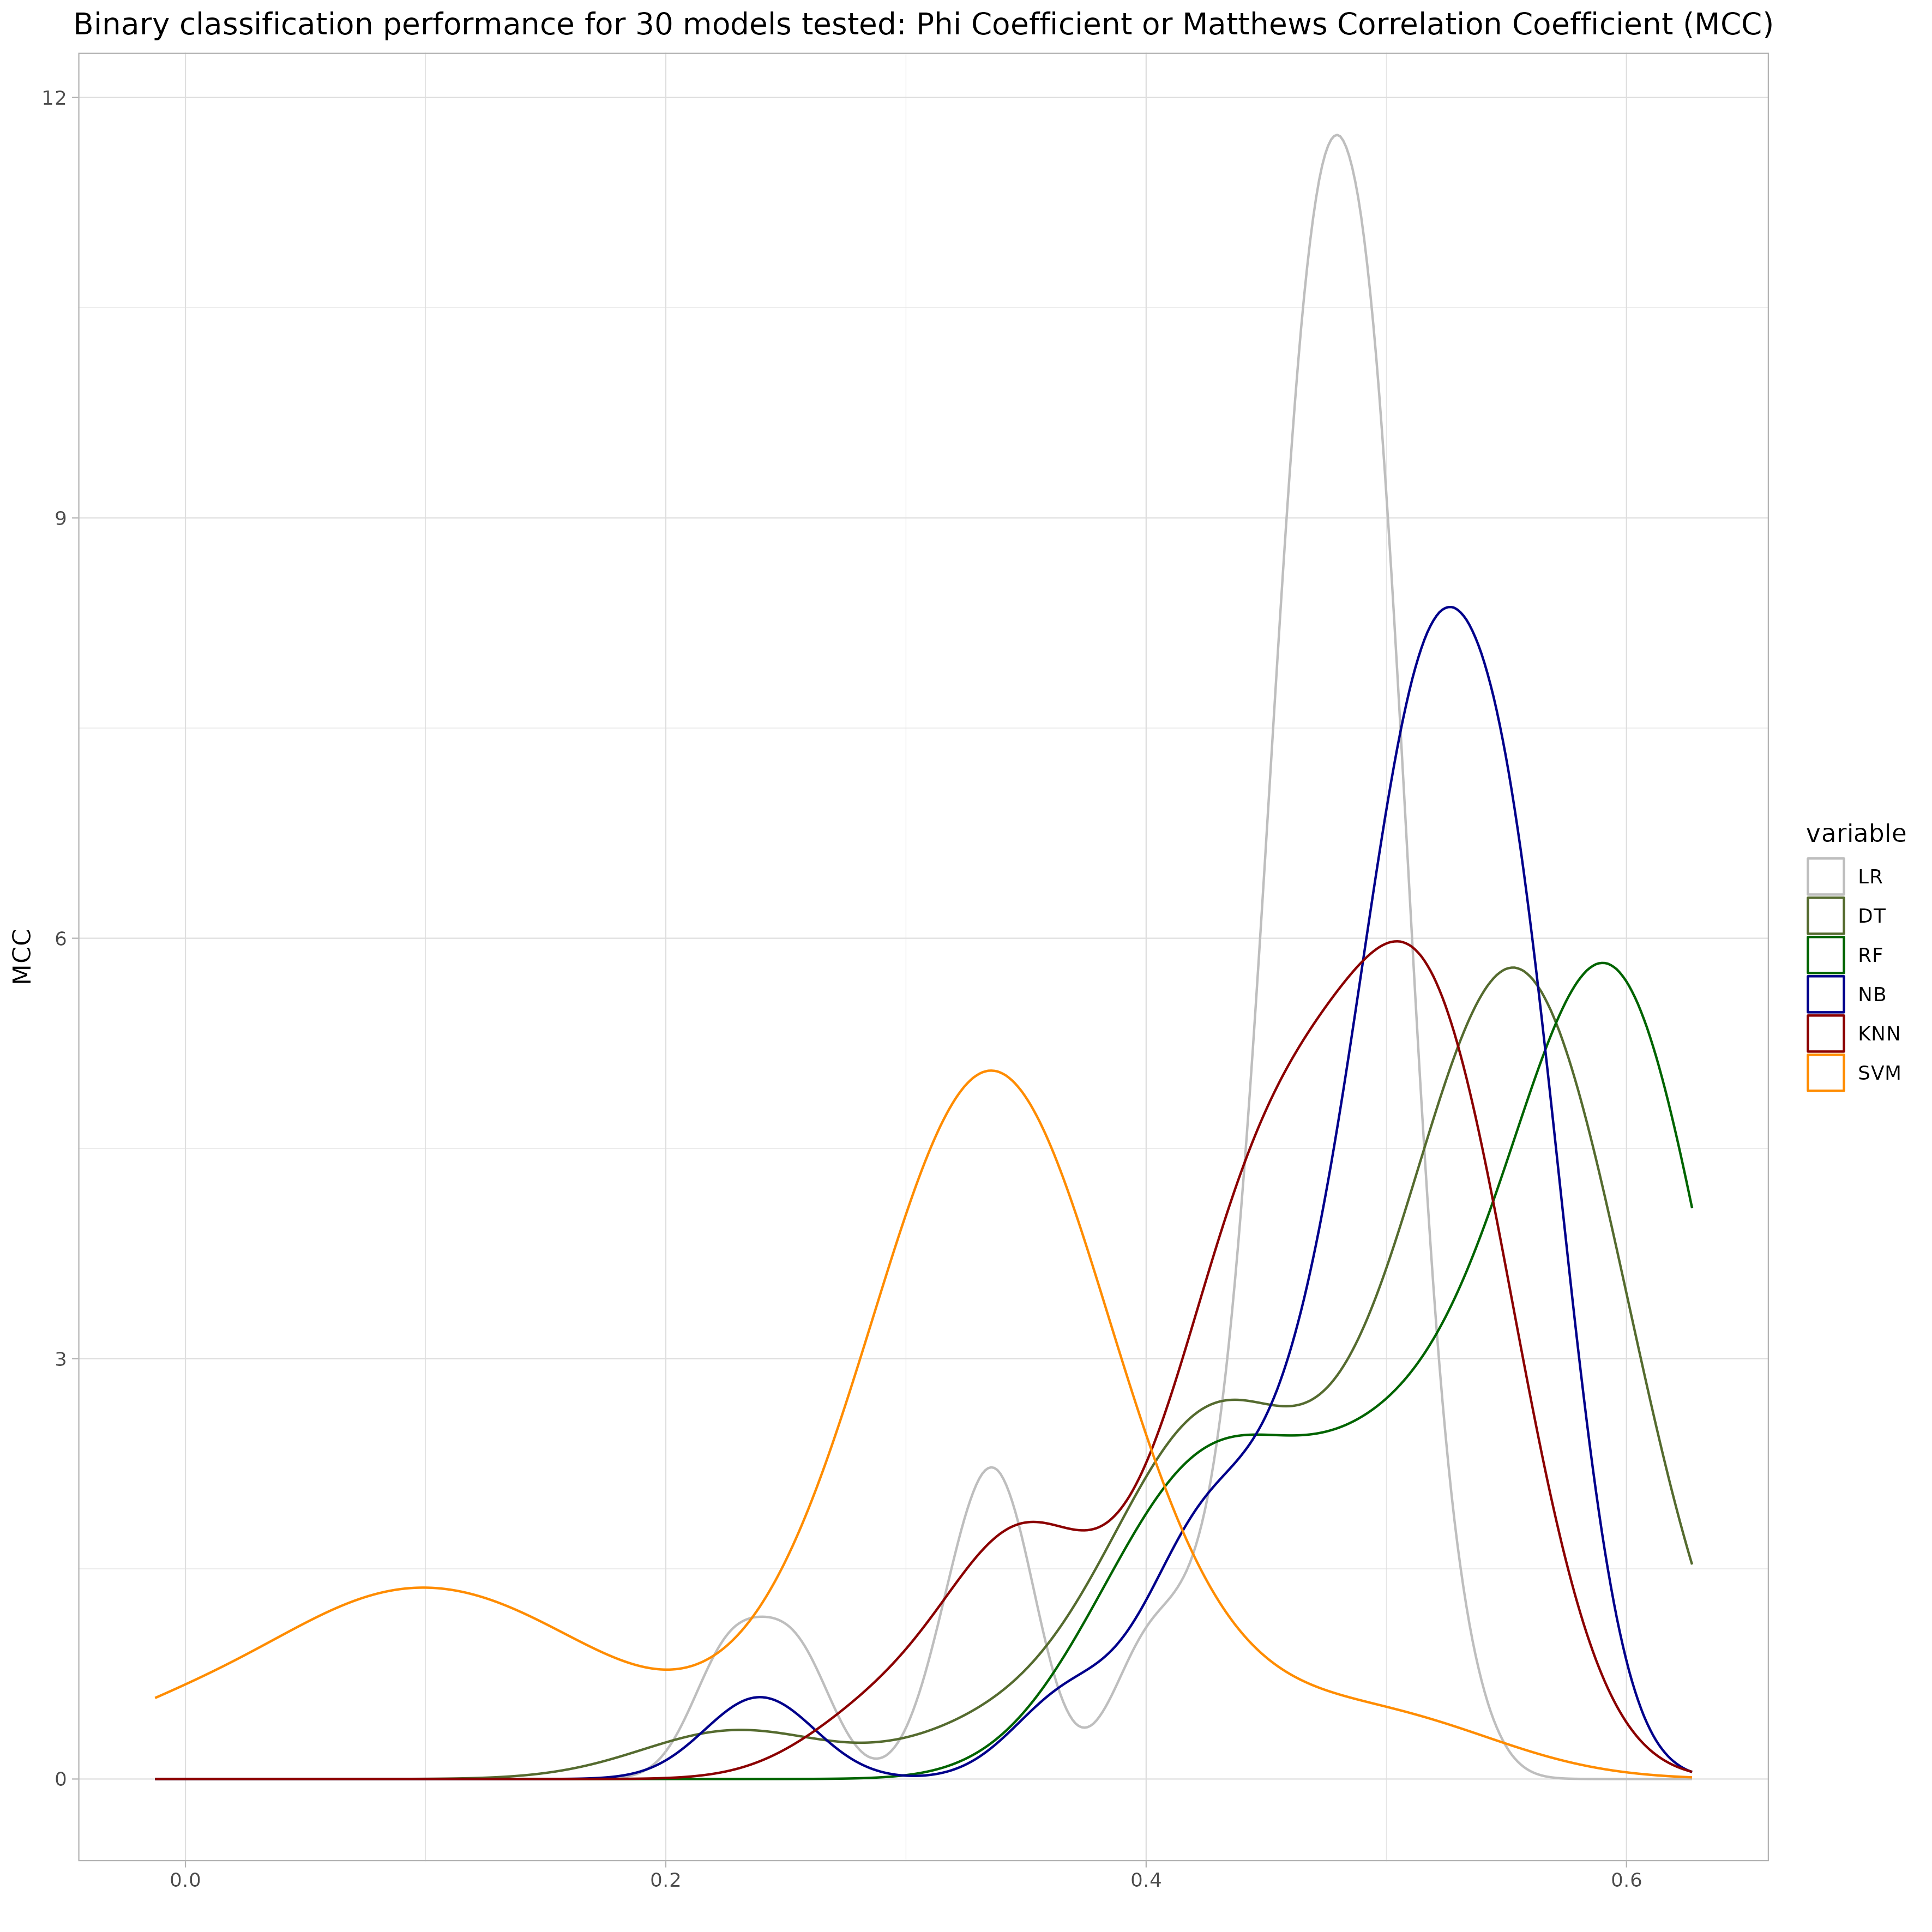 Binary classification performance for 30 models tested: Phi Coefficient or Matthews Correlation Coefficient (MCC)
12
9
6
3
0
MCC
0.0 0.2 0.4 0.6
variable
LR
DT
RF
NB
KNN
SVM